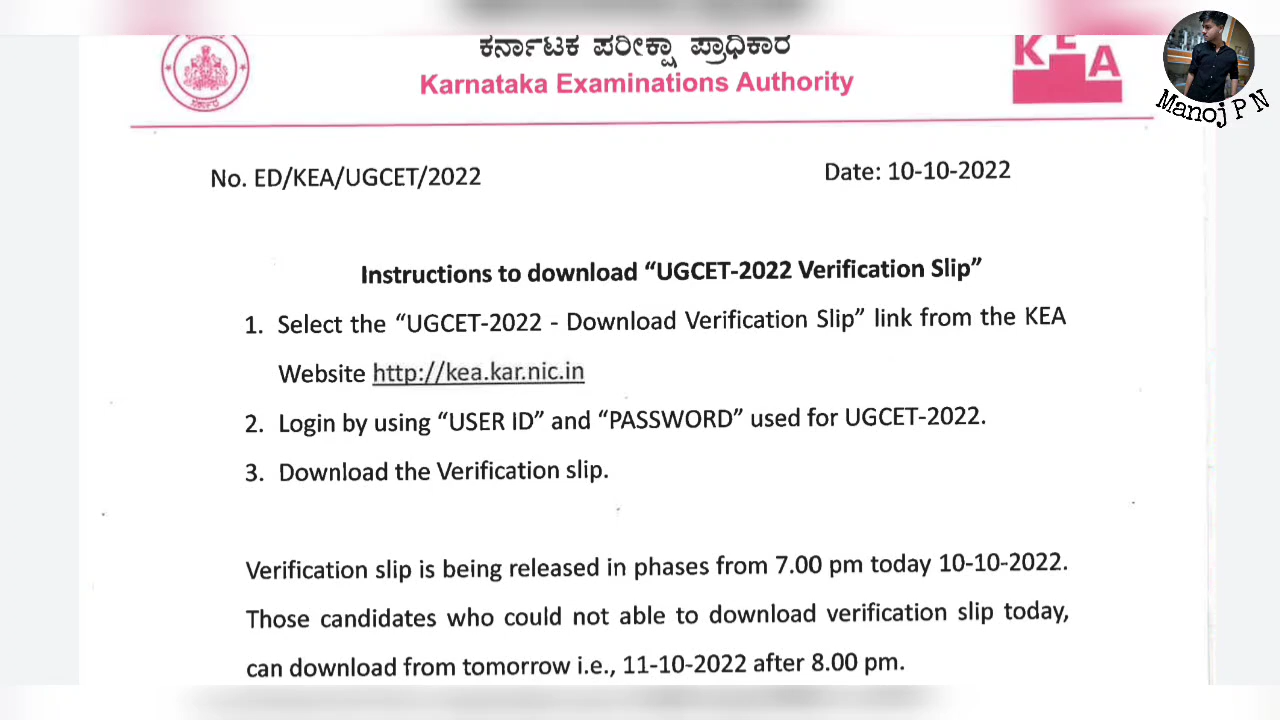 ಕರ್ನಾಟಕ ಪರೀಕ್ಷಾ ಪ್ರಾಧಿಕಾರ
KEA
Karnataka Examinations Authority
Manoj P N
No. ED/KEA/UGCET/2022
Date: 10-10-2022
Instructions to download “UGCET-2022 Verification Slip”
1. Select the “UGCET-2022 - Download Verification Slip” link from the KEA
Website http://kea.kar.nic.in
2. Login by using “USER ID” and “PASSWORD” used for UGCET-2022.
3. Download the Verification slip.
Verification slip is being released in phases from 7.00 pm today 10-10-2022.
Those candidates who could not able to download verification slip today,
can download from tomorrow i.e., 11-10-2022 after 8.00 pm.